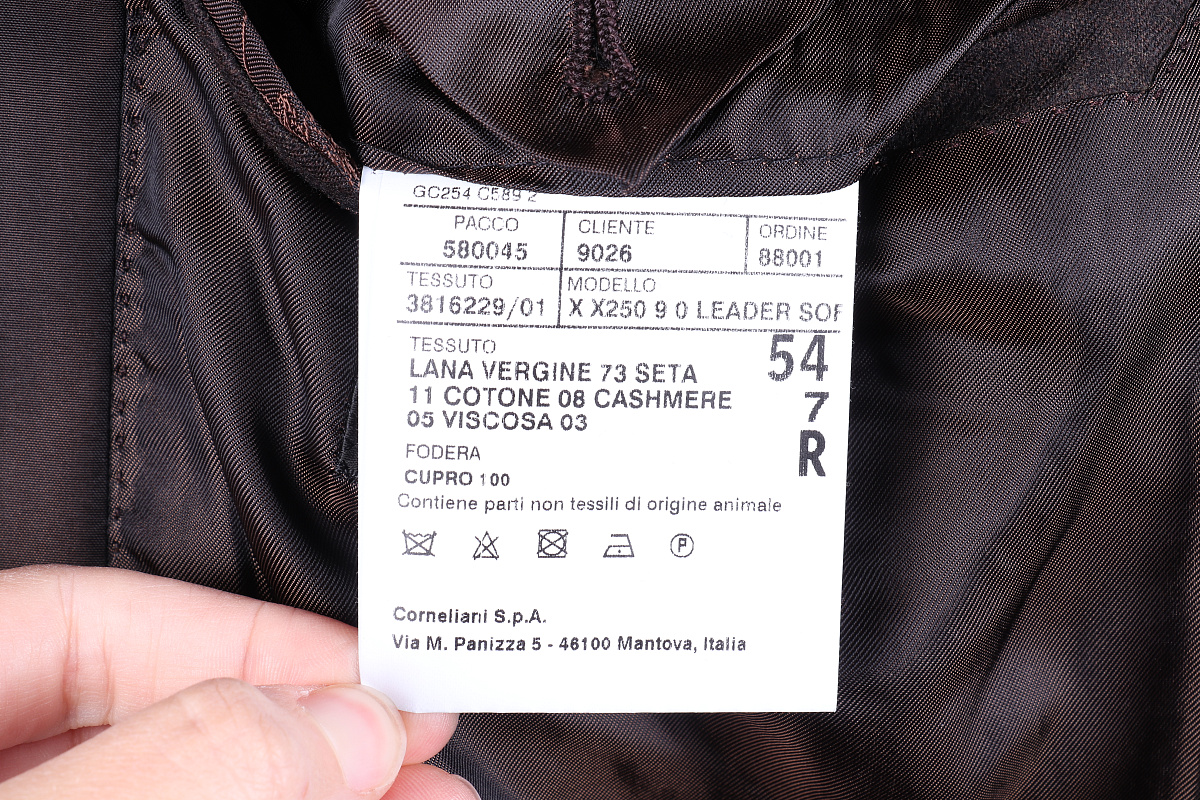 GC254 C589 2
PACCO CLIENTE ORDINE
580045 9026 88001
TESSUTO MODELLO
3816229/01 X X250 9 0 LEADER SOF
TESSUTO 54
LANA VERGINE 73 SETA
11 COTONE 08 CASHMERE 7
05 VISCOSA 03
FODERA R
CUPRO 100
Contiene parti non tessili di origine animale
P
Corneliani S.p.A.
Via M. Panizza 5 - 46100 Mantova, Italia